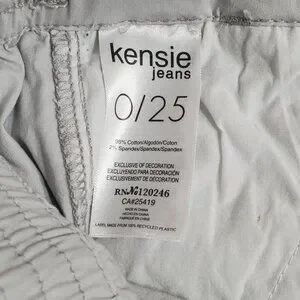 kensie
jeans
0/25
98% Cotton/Algodón/Coton
2% Spandex/Spandex/Spandex
EXCLUSIVE OF DECORATION
EXCLUYENDO PARA DECORACIÓN
EXCLUSIVEMENT DE DÉCORATION
RN№120246
CA#25419
MADE IN CHINA
HECHO EN CHINA
FABRIQUÉ EN CHINE
LABEL MADE FROM 100% RECYCLED PLASTIC